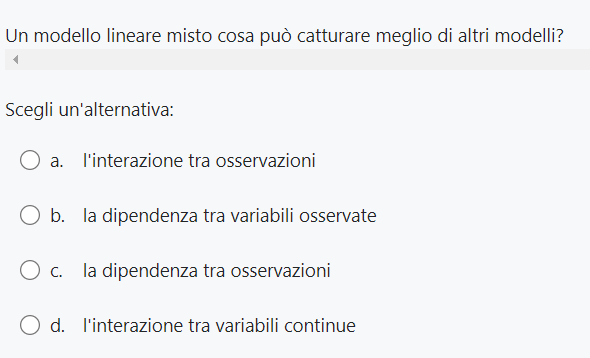 Un modello lineare misto cosa può catturare meglio di altri modelli?
Scegli un'alternativa:
a. l'interazione tra osservazioni
b. la dipendenza tra variabili osservate
c. la dipendenza tra osservazioni
d. l'interazione tra variabili continue